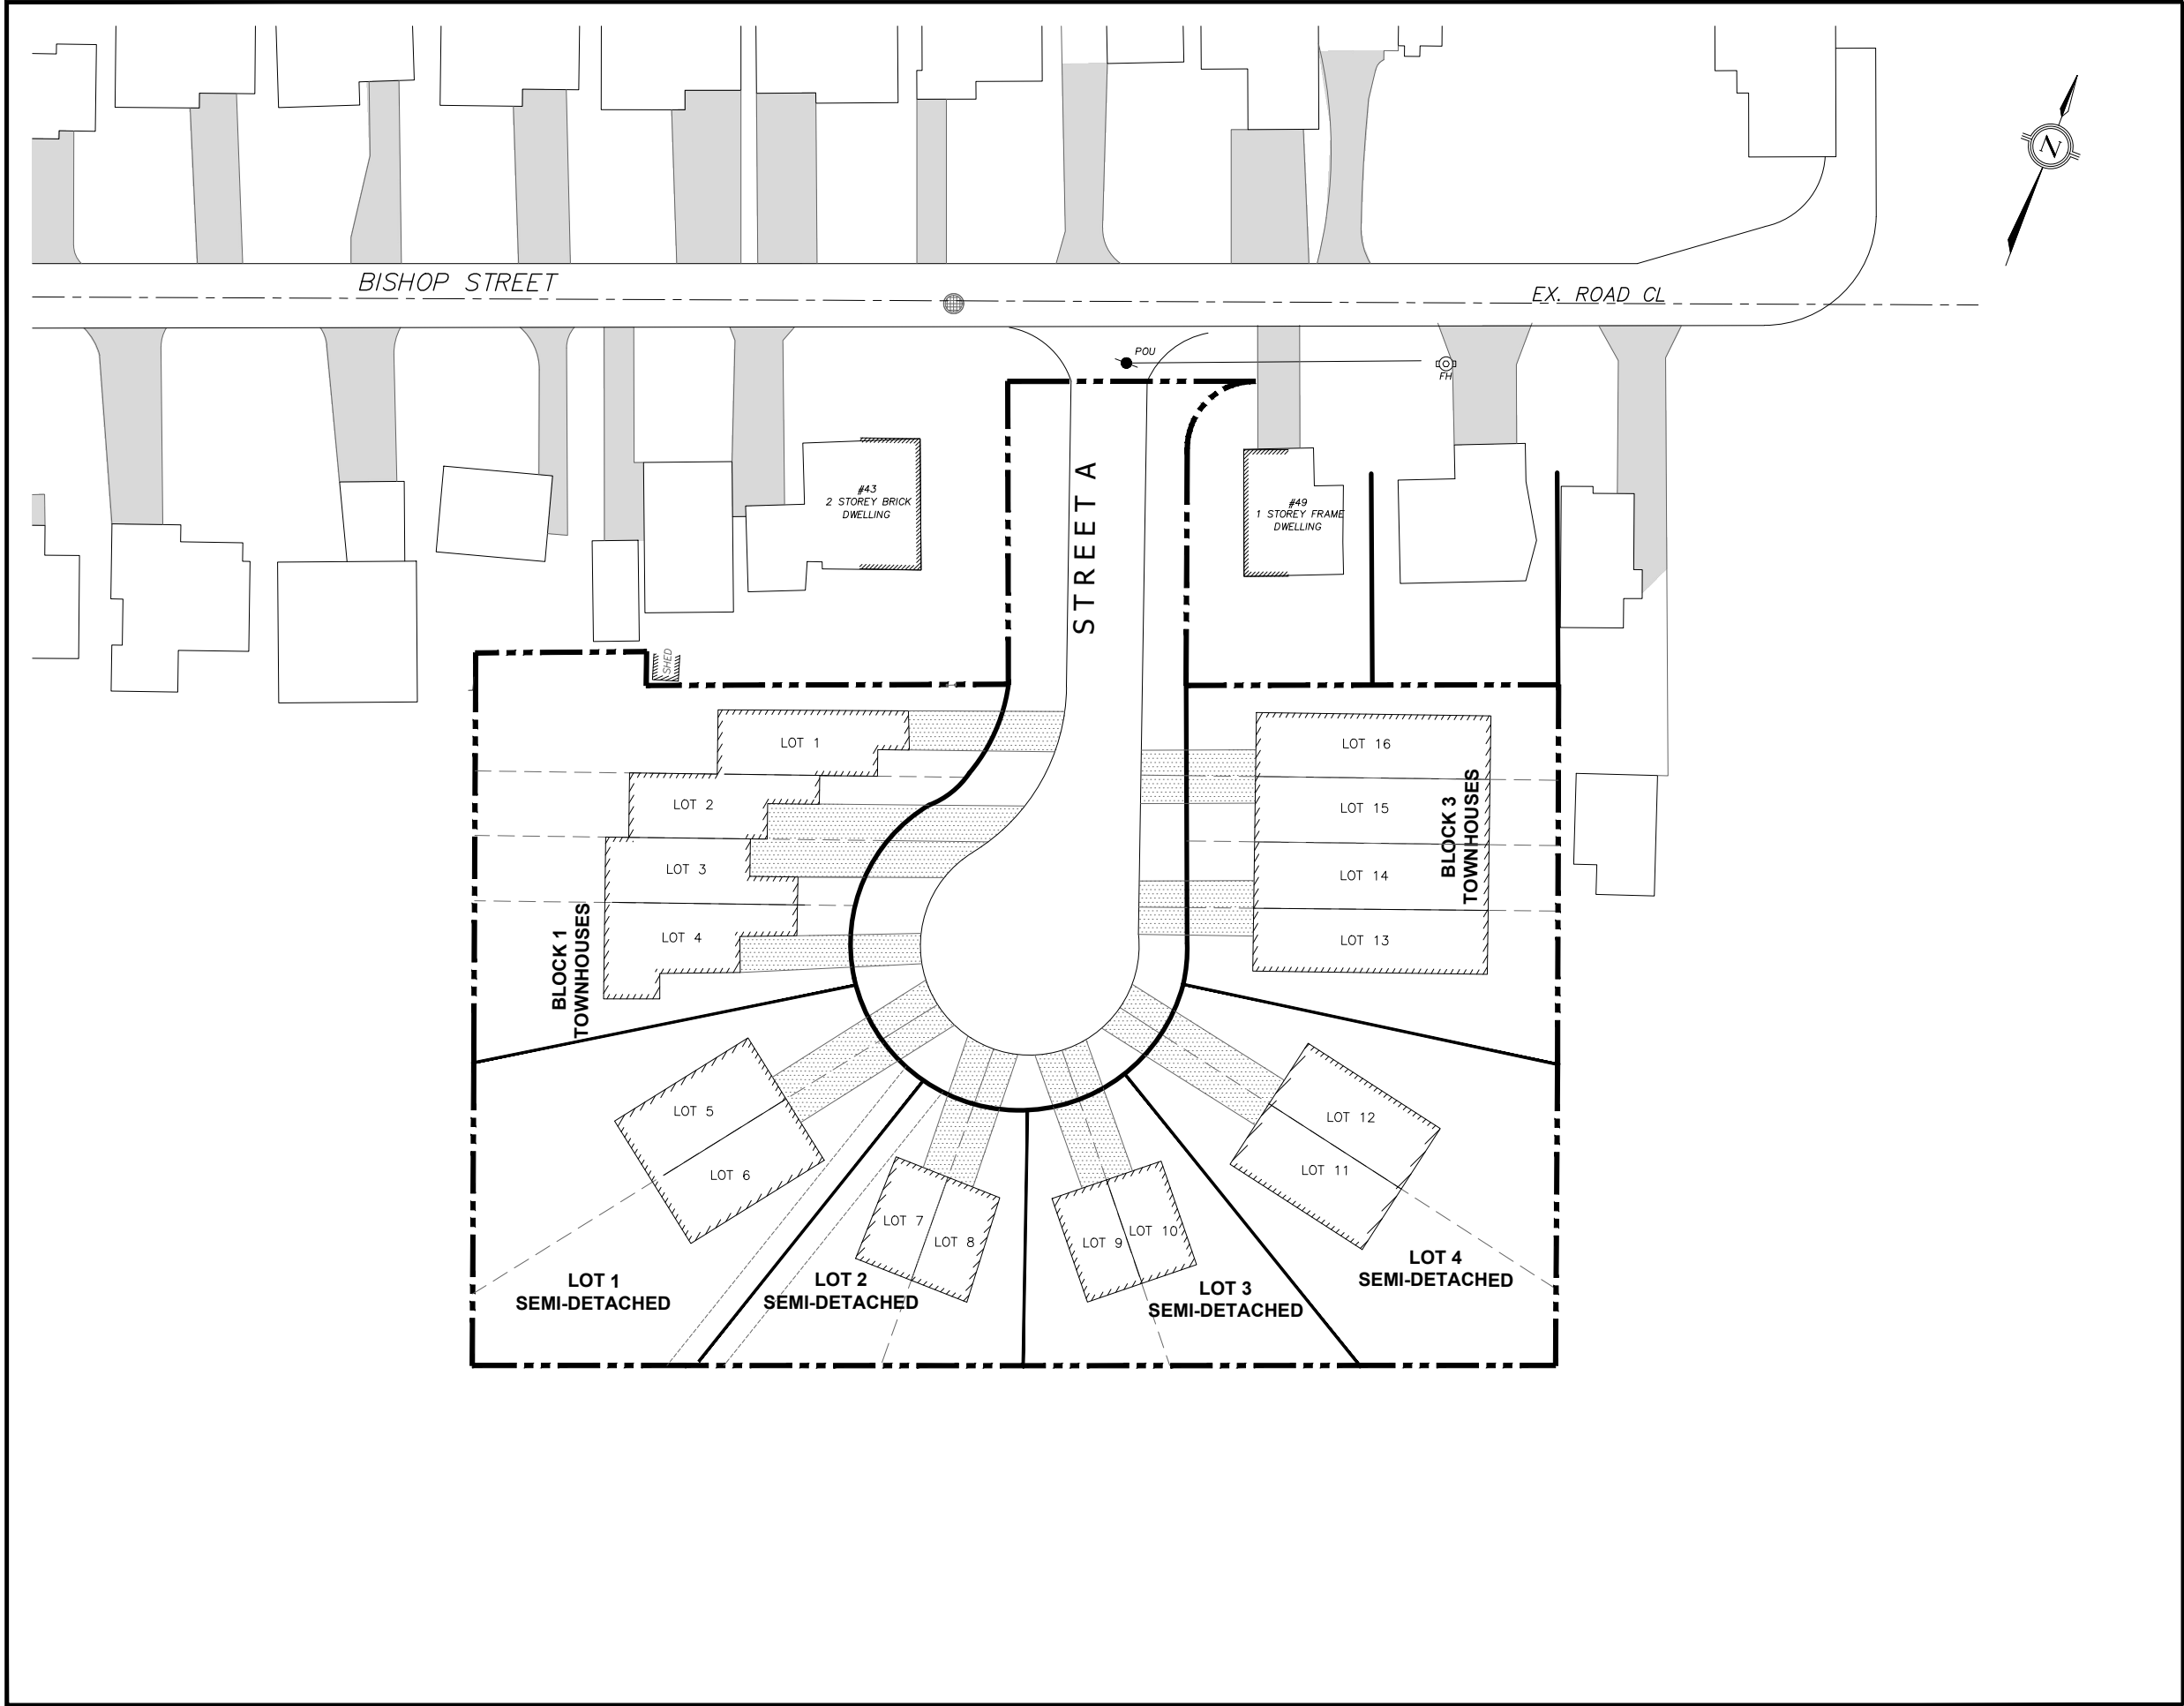 N
BISHOP STREET
EX. ROAD CL
POU
FH
#43
2 STOREY BRICK
DWELLING
STREET A
#49
1 STOREY FRAME
DWELLING
SHED
LOT 1
LOT 2
LOT 3
LOT 4
BLOCK 1
TOWNHOUSES
LOT 16
LOT 15
LOT 14
LOT 13
BLOCK 3
TOWNHOUSES
LOT 5
LOT 6
LOT 7
LOT 8
LOT 9
LOT 10
LOT 12
LOT 11
LOT 1
SEMI-DETACHED
LOT 2
SEMI-DETACHED
LOT 3
SEMI-DETACHED
LOT 4
SEMI-DETACHED